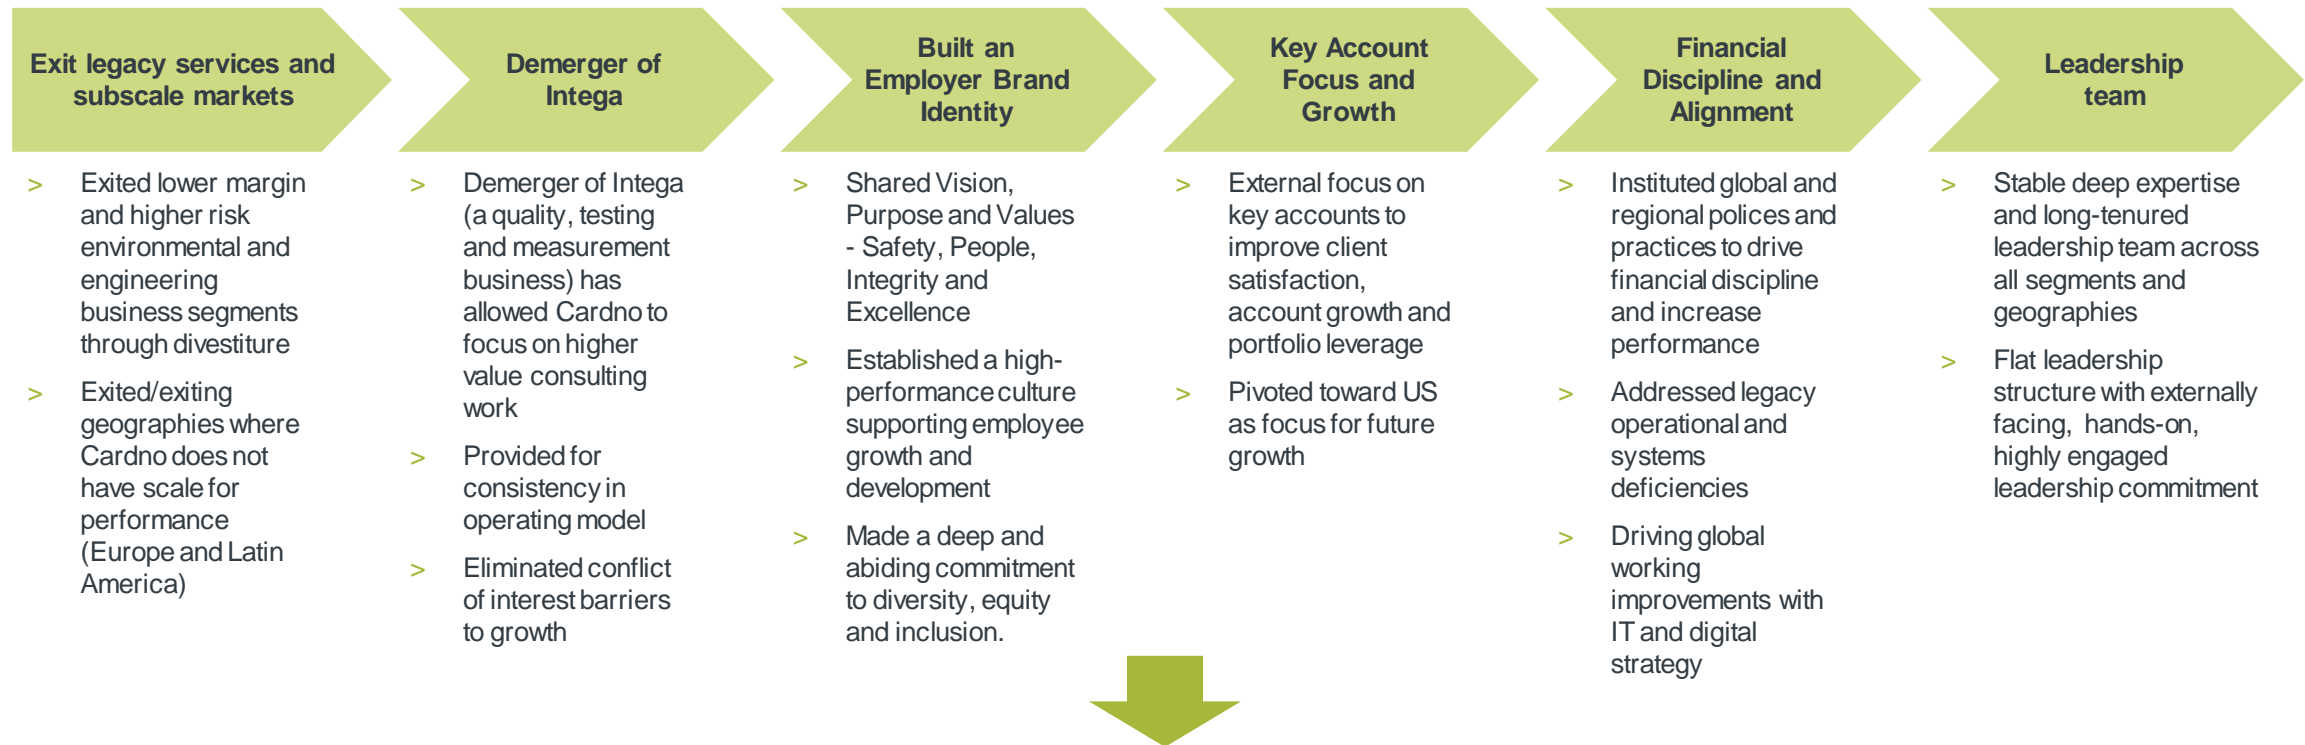 Exit legacy services and
subscale markets
Demerger of
Intega
Built an
Employer Brand
Identity
Key Account
Focus and
Growth
Financial
Discipline and
Alignment
Leadership
team
> Exited lower margin
and higher risk
environmental and
engineering
business segments
through divestiture
> Exited/exiting
geographies where
Cardno does not
have scale for
performance
(Europe and Latin
America)
> Demerger of Intega
(a quality, testing
and measurement
business) has
allowed Cardno to
focus on higher
value consulting
work
> Provided for
consistency in
operating model
> Eliminated conflict
of interest barriers
to growth
> Shared Vision,
Purpose and Values
- Safety, People,
Integrity and
Excellence
> Established a high-
performance culture
supporting employee
growth and
development
> Made a deep and
abiding commitment
to diversity, equity
and inclusion.
> External focus on
key accounts to
improve client
satisfaction,
account growth and
portfolio leverage
> Pivoted toward US
as focus for future
growth
> Instituted global and
regional polices and
practices to drive
financial discipline
and increase
performance
> Addressed legacy
operational and
systems
deficiencies
> Driving global
working
improvements with
IT and digital
strategy
> Stable deep expertise
and long-tenured
leadership team across
all segments and
geographies
> Flat leadership
structure with externally
facing, hands-on,
highly engaged
leadership commitment